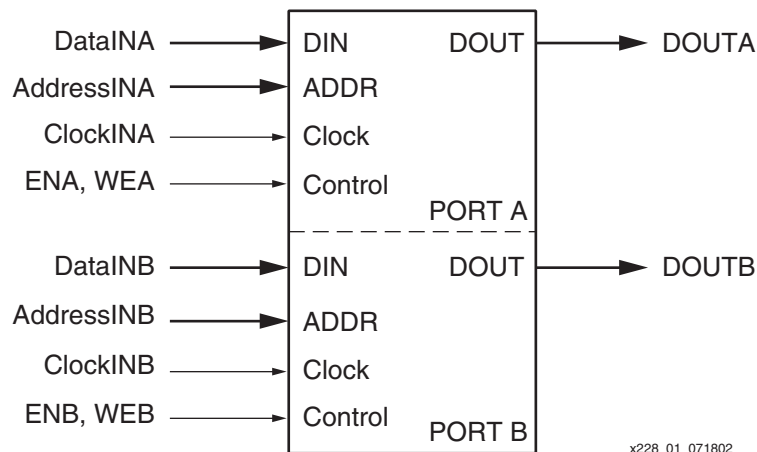 DataINA DIN DOUT DOUTA
AddressINA ADDR
ClockINA Clock
ENA, WEA Control
PORT A
DataINB DIN DOUT DOUTB
AddressINB ADDR
ClockINB Clock
ENB, WEB Control
PORT B
x228_01_071802